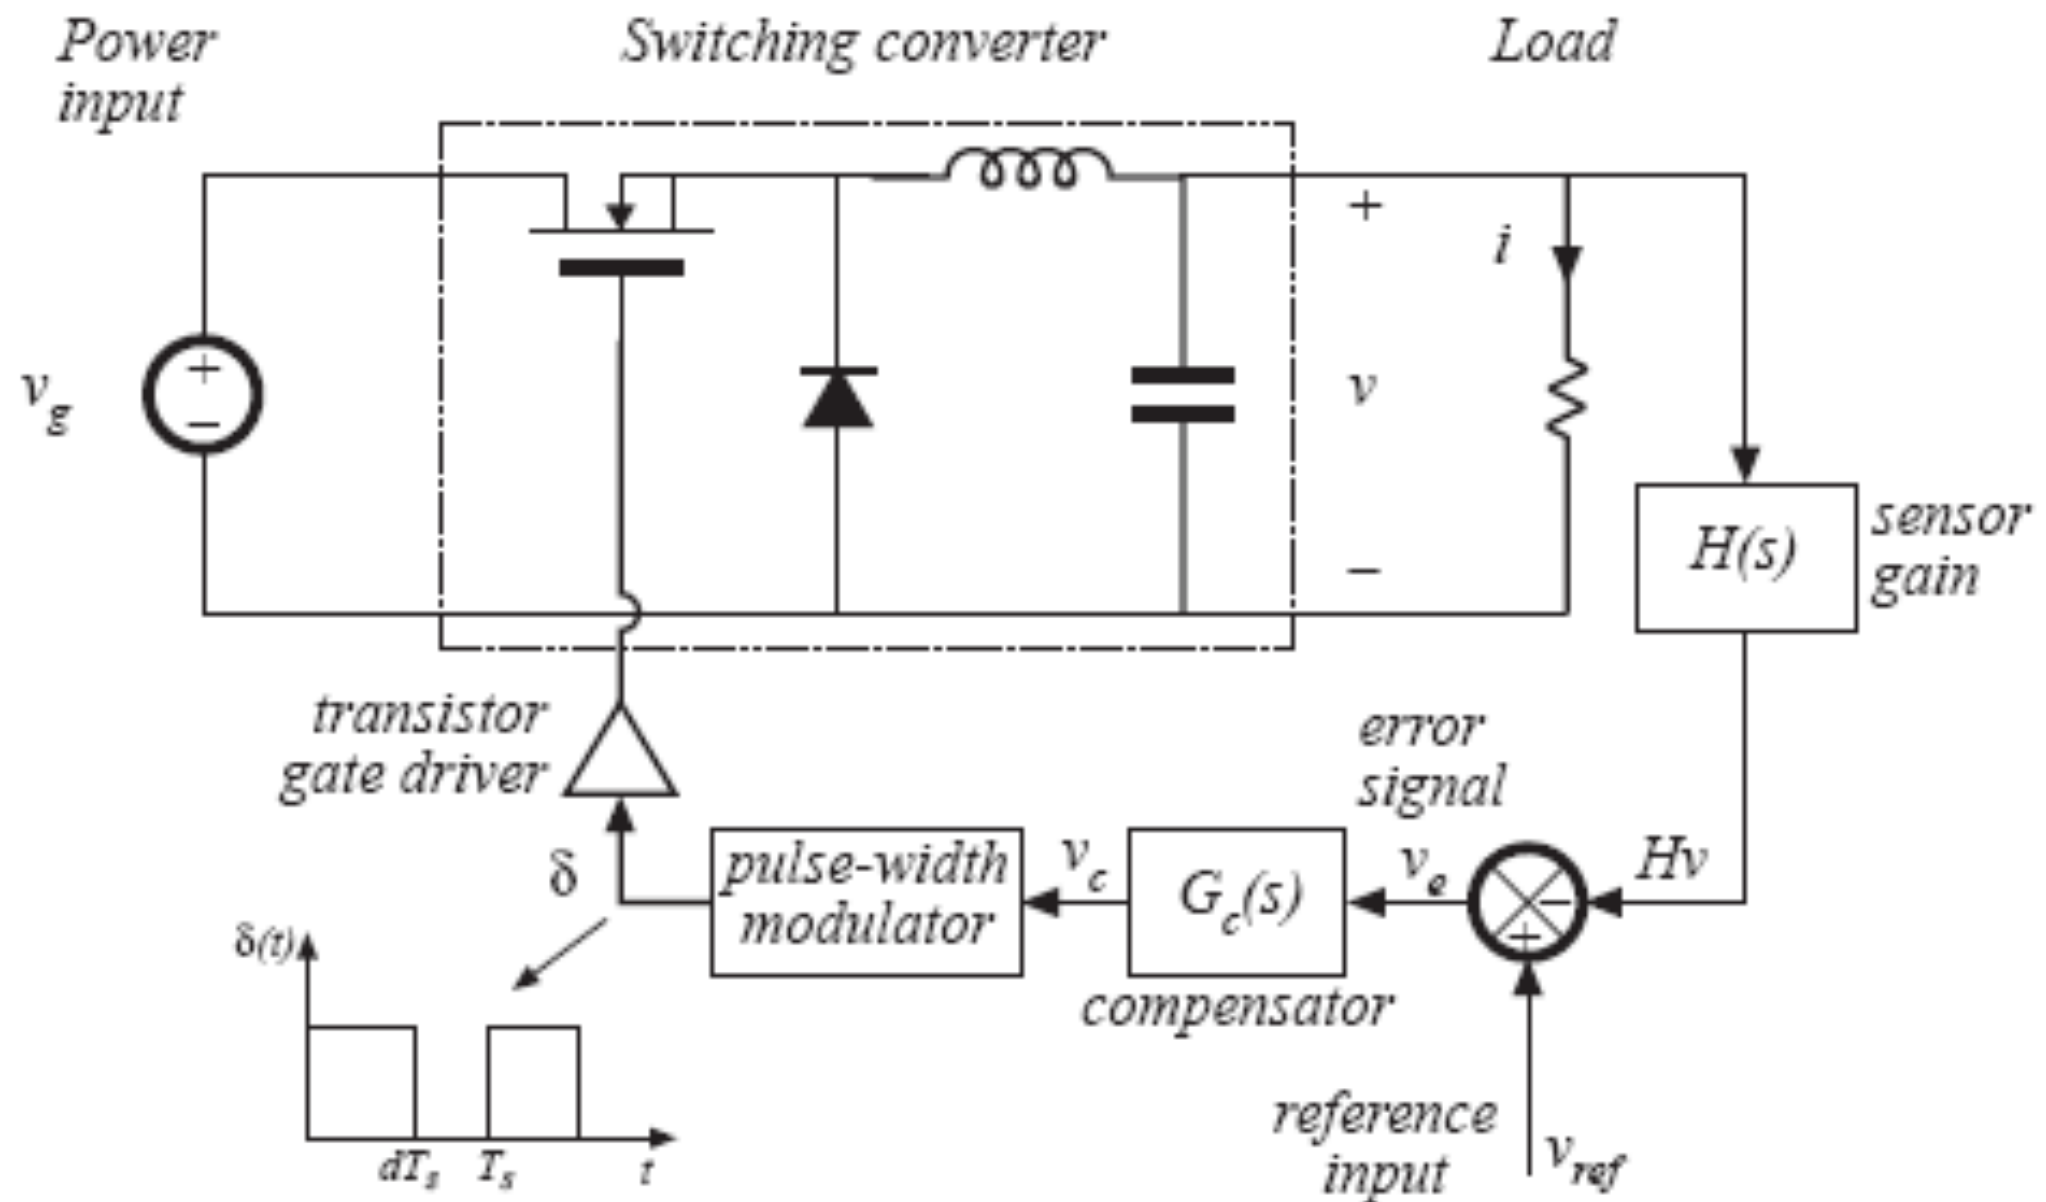 Power
input
Switching converter
Load
+
i
v_g
+
−
v
−
H(s)
sensor
gain
transistor
gate driver
error
signal
δ
pulse-width
modulator
v_c
G_c(s)
v_e
−
+
Hv
δ(t)
compensator
dT_s
T_s
t
reference
input
v_ref